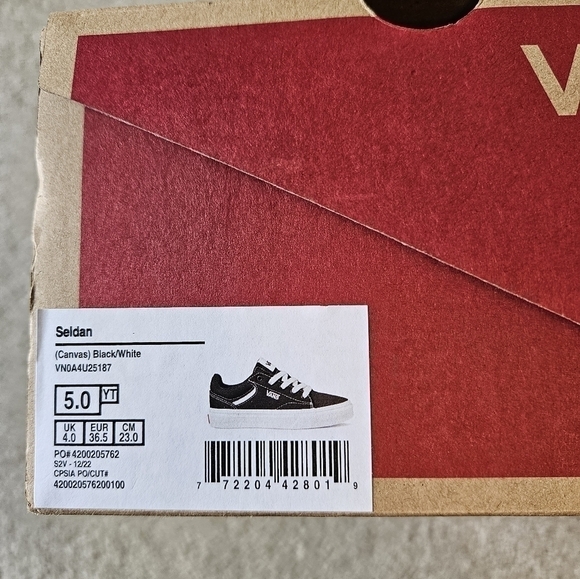 V
Seldan
(Canvas) Black/White
VN0A4U25187
5.0 YT
UK EUR CM
4.0 36.5 23.0
VANS
PO# 4200205762
S2V - 12/22
CPSIA PO/CUT#
420020576200100
7 72204 42801 9